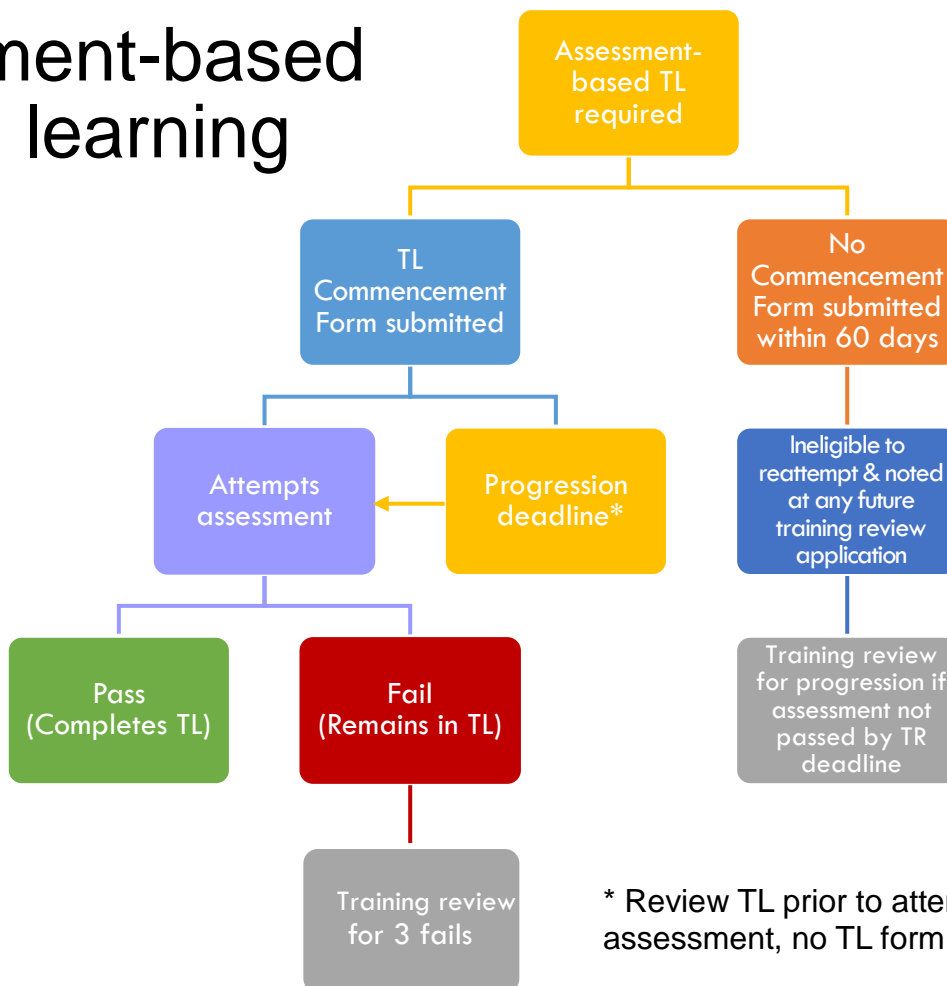 learning
Assessment-
based TL
required
TL
Commencement
Form submitted
No
Commencement
Form submitted
within 60 days
Attempts
assessment
Progression
deadline*
Ineligible to
reattempt & noted
at any future
training review
application
Pass
(Completes TL)
Fail
(Remains in TL)
Training review
for progression if
assessment not
passed by TR
deadline
Training review
for 3 fails
* Review TL prior to
assessment, no TL form